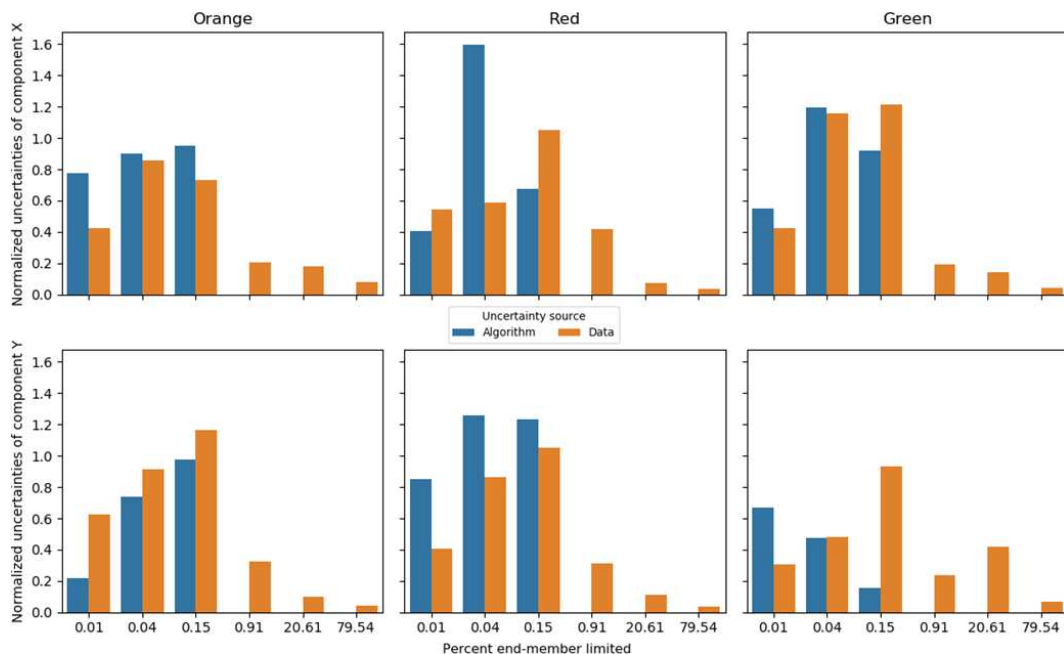 Orange Red Green
Normalized uncertainties of component X
1.6
1.4
1.2
1.0
0.8
0.6
0.4
0.2
0.0
Uncertainty source
Algorithm Data
Normalized uncertainties of component Y
1.6
1.4
1.2
1.0
0.8
0.6
0.4
0.2
0.0
0.01 0.04 0.15 0.91 20.61 79.54 0.01 0.04 0.15 0.91 20.61 79.54 0.01 0.04 0.15 0.91 20.61 79.54
Percent end-member limited